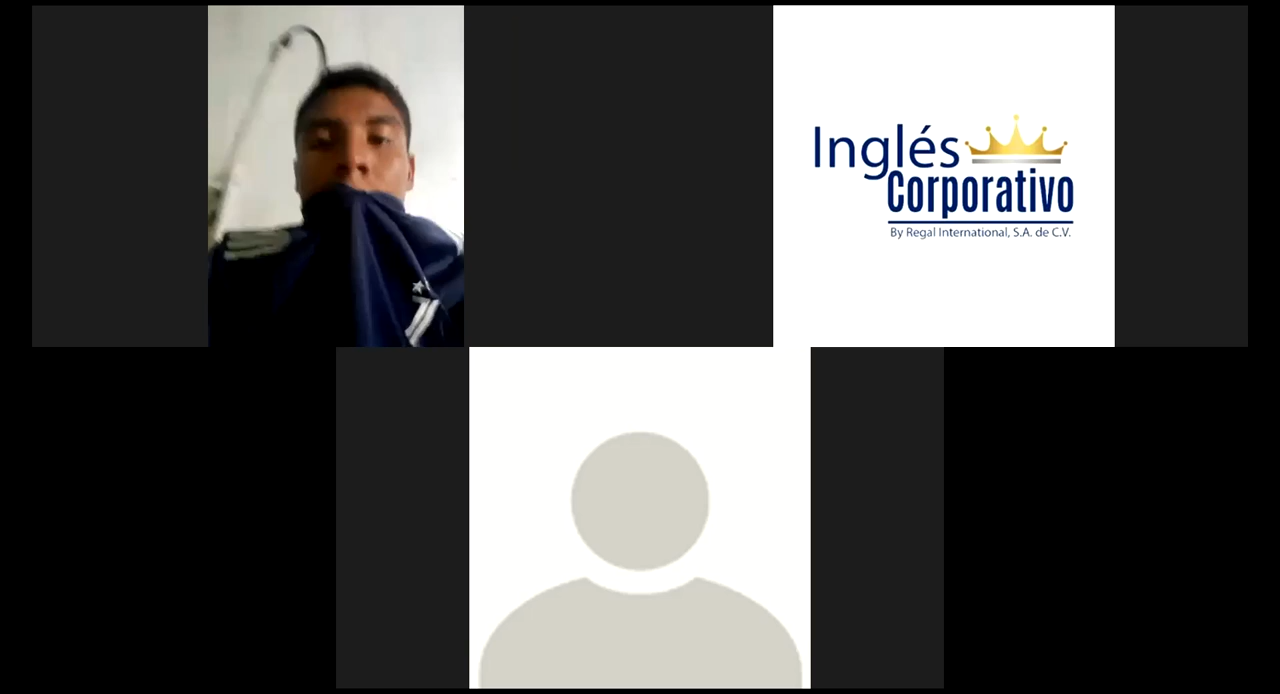 Inglés
Corporativo
By Regal International, S.A. de C.V.